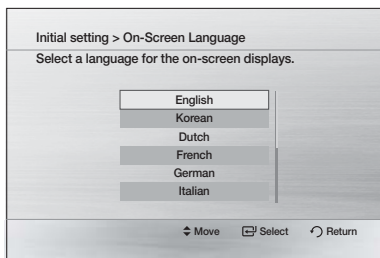 Initial setting > On-Screen Language
Select a language for the on-screen displays.
English
Korean
Dutch
French
German
Italian
Move Select Return